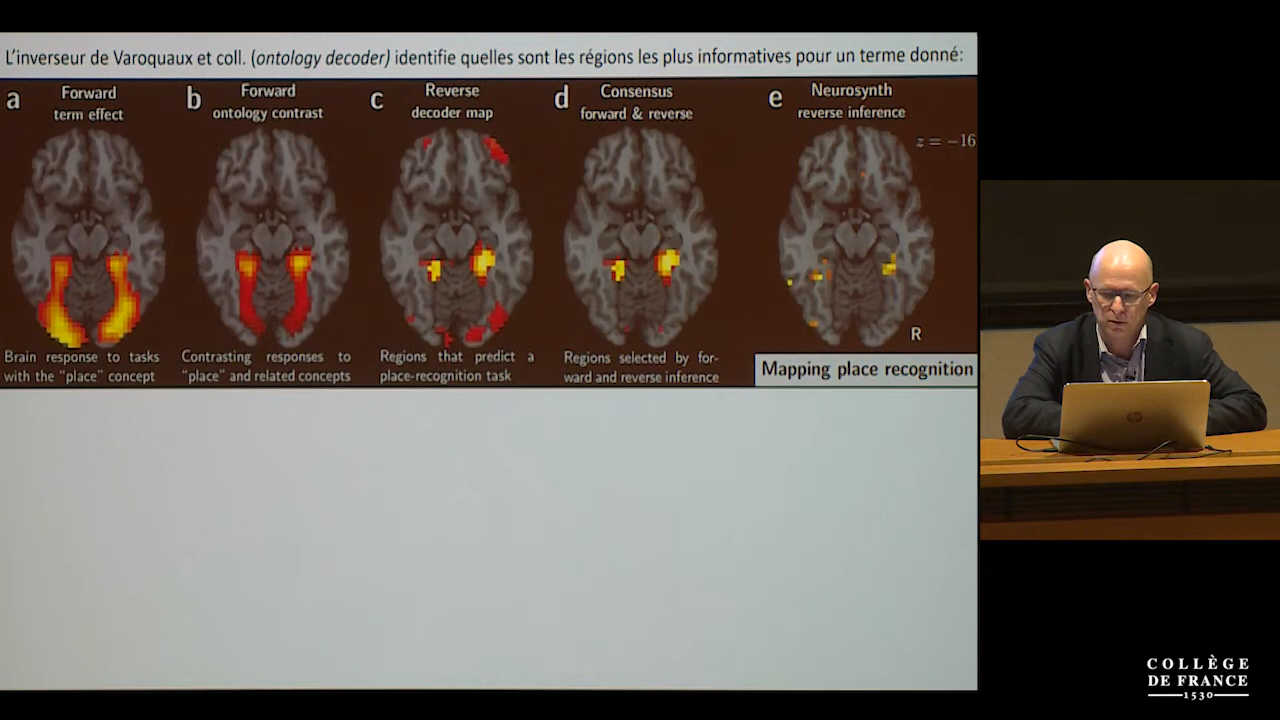 L'inverseur de Varoquaux et coll. (ontology decoder) identifie quelles sont les régions les plus informatives pour un terme donné:
a
Forward
term effect
Brain response to tasks
with the "place" concept
b
Forward
ontology contrast
Contrasting responses to
"place" and related concepts
c
Reverse
decoder map
Regions that predict a
place-recognition task
d
Consensus
forward & reverse
Regions selected by for-
ward and reverse inference
e
Neurosynth
reverse inference
z = −16
R
Mapping place recognition
hp
COLLÈGE
DE FRANCE
1530